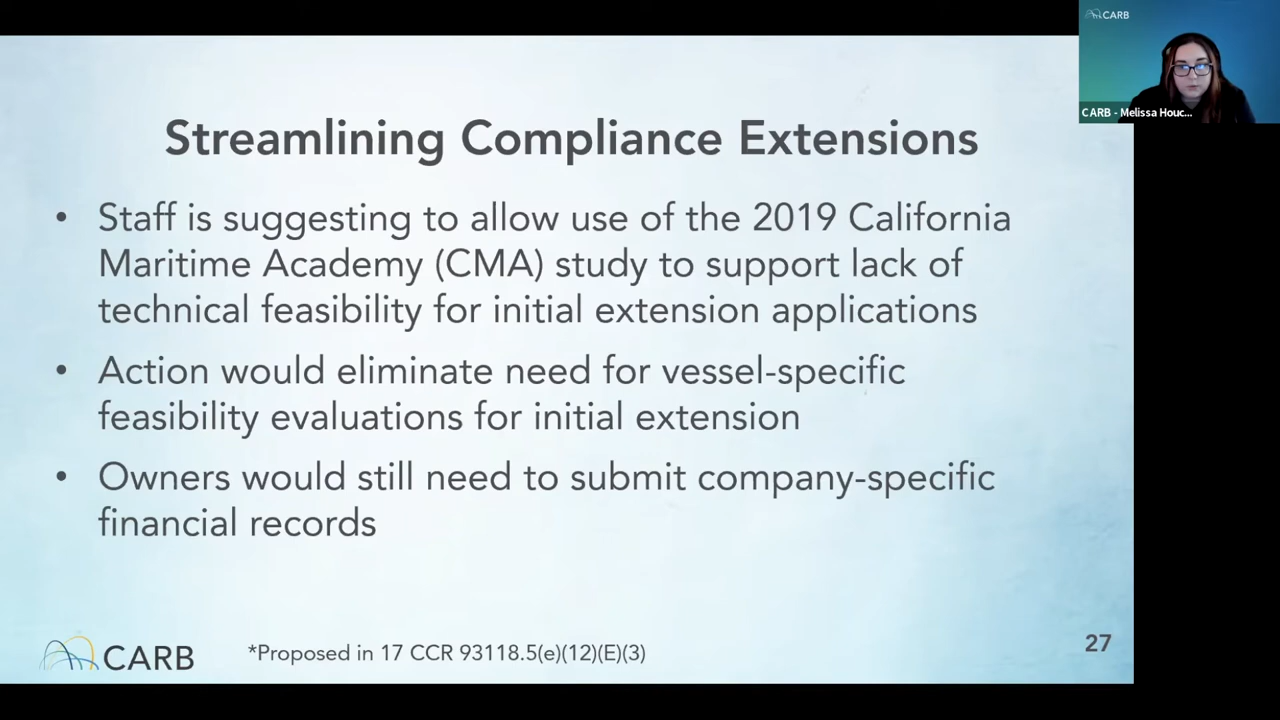 CARB
CARB - Melissa Houc...
Streamlining Compliance Extensions
• Staff is suggesting to allow use of the 2019 California
Maritime Academy (CMA) study to support lack of
technical feasibility for initial extension applications
• Action would eliminate need for vessel-specific
feasibility evaluations for initial extension
• Owners would still need to submit company-specific
financial records
CARB
*Proposed in 17 CCR 93118.5(e)(12)(E)(3)
27